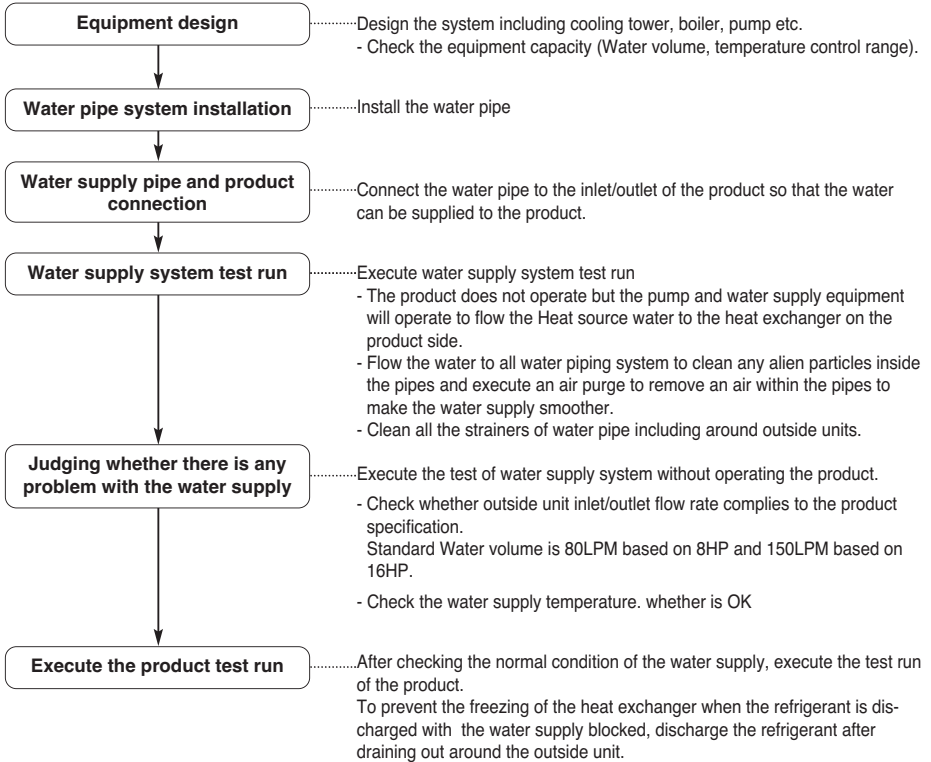 Equipment design
Design the system including cooling tower, boiler, pump etc.
- Check the equipment capacity (Water volume, temperature control range).
Water pipe system installation
Install the water pipe
Water supply pipe and product
connection
Connect the water pipe to the inlet/outlet of the product so that the water
can be supplied to the product.
Water supply system test run
Execute water supply system test run
- The product does not operate but the pump and water supply equipment
will operate to flow the Heat source water to the heat exchanger on the
product side.
- Flow the water to all water piping system to clean any alien particles inside
the pipes and execute an air purge to remove an air within the pipes to
make the water supply smoother.
- Clean all the strainers of water pipe including around outside units.
Judging whether there is any
problem with the water supply
Execute the test of water supply system without operating the product.
- Check whether outside unit inlet/outlet flow rate complies to the product
specification.
Standard Water volume is 80LPM based on 8HP and 150LPM based on
16HP.
- Check the water supply temperature. whether is OK
Execute the product test run
After checking the normal condition of the water supply, execute the test run
of the product.
To prevent the freezing of the heat exchanger when the refrigerant is dis-
charged with the water supply blocked, discharge the refrigerant after
draining out around the outside unit.